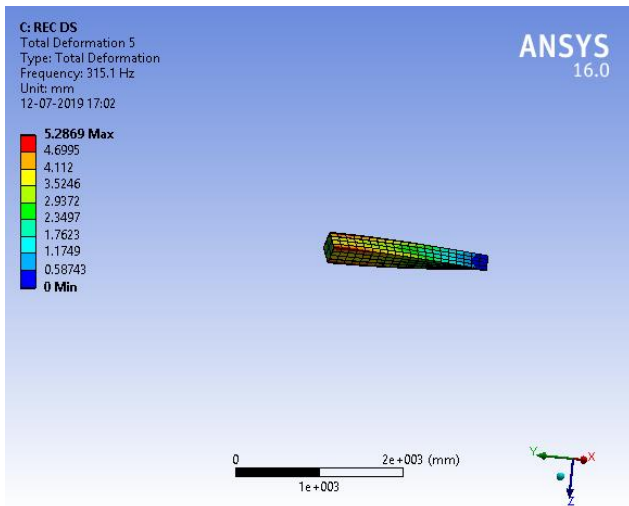 C: REC DS
Total Deformation 5
Type: Total Deformation
Frequency: 315.1 Hz
Unit: mm
12-07-2019 17:02
ANSYS
16.0
5.2869 Max
4.6995
4.112
3.5246
2.9372
2.3497
1.7623
1.1749
0.58743
0 Min
0
2e+003 (mm)
1e+003
Y
X
Z